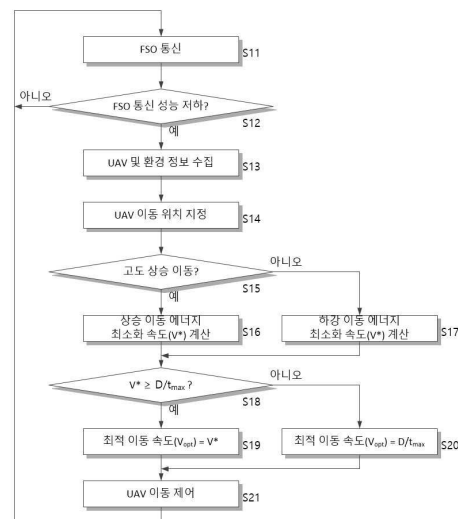 FSO 통신
S11
아니오
FSO 통신 성능 저하?
S12
예
UAV 및 환경 정보 수집
S13
UAV 이동 위치 지정
S14
고도 상승 이동?
아니오
S15
예
상승 이동 에너지
최소화 속도(V*) 계산
S16
하강 이동 에너지
최소화 속도(V*) 계산
S17
V* ≥ D/tmax ?
아니오
S18
예
최적 이동 속도(Vopt) = V*
S19
최적 이동 속도(Vopt) = D/tmax
S20
UAV 이동 제어
S21